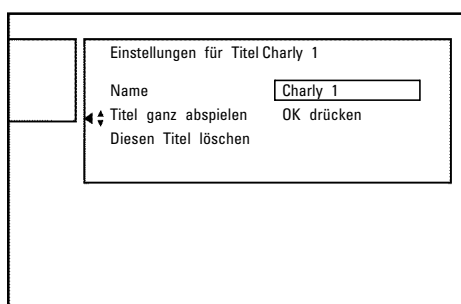 Einstellungen für Titel Charly 1
Name Charly 1
Titel ganz abspielen OK drücken
Diesen Titel löschen